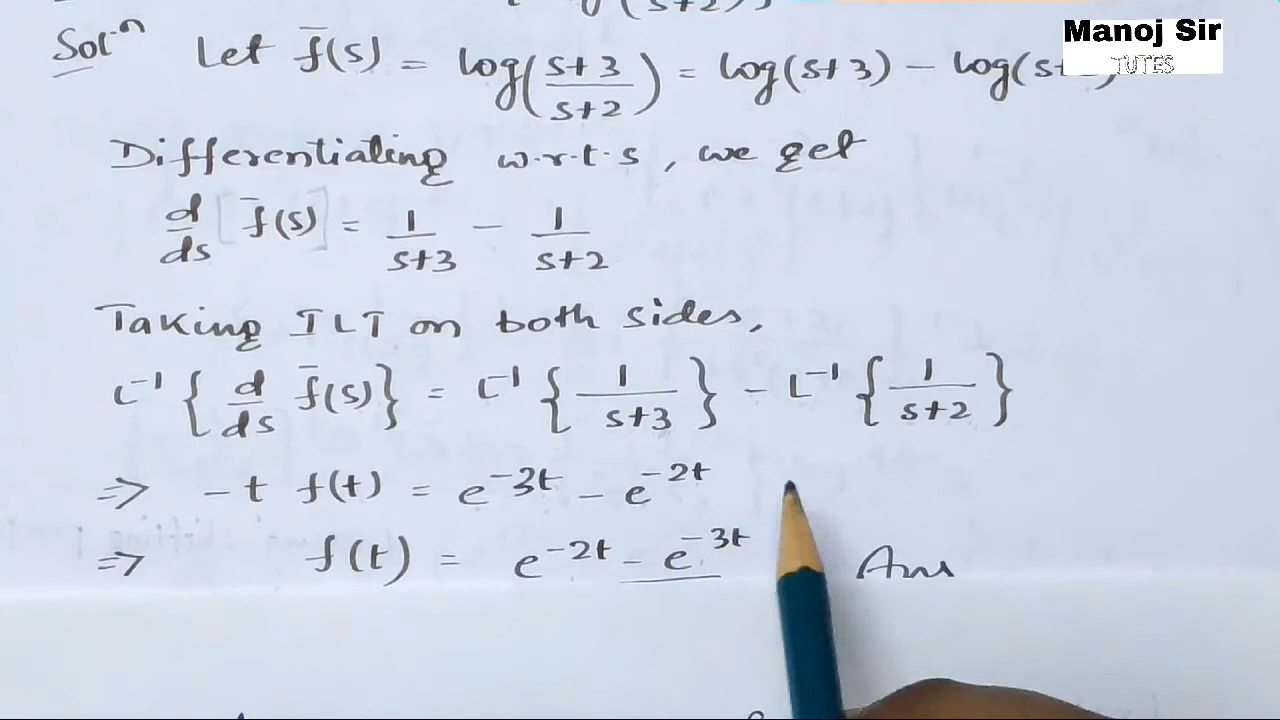 Manoj Sir
TUTES
Solⁿ Let f̄(s) = log((s+3)/(s+2)) = log(s+3) - log(s+
Differentiating w.r.t. s, we get
d/ds [f̄(s)] = 1/(s+3) - 1/(s+2)
Taking ILT on both sides,
L⁻¹{d/ds f̄(s)} = L⁻¹{1/(s+3)} - L⁻¹{1/(s+2)}
⇒ -t f(t) = e⁻³ᵗ - e⁻²ᵗ
⇒ f(t) = e⁻²ᵗ - e⁻³ᵗ Ans